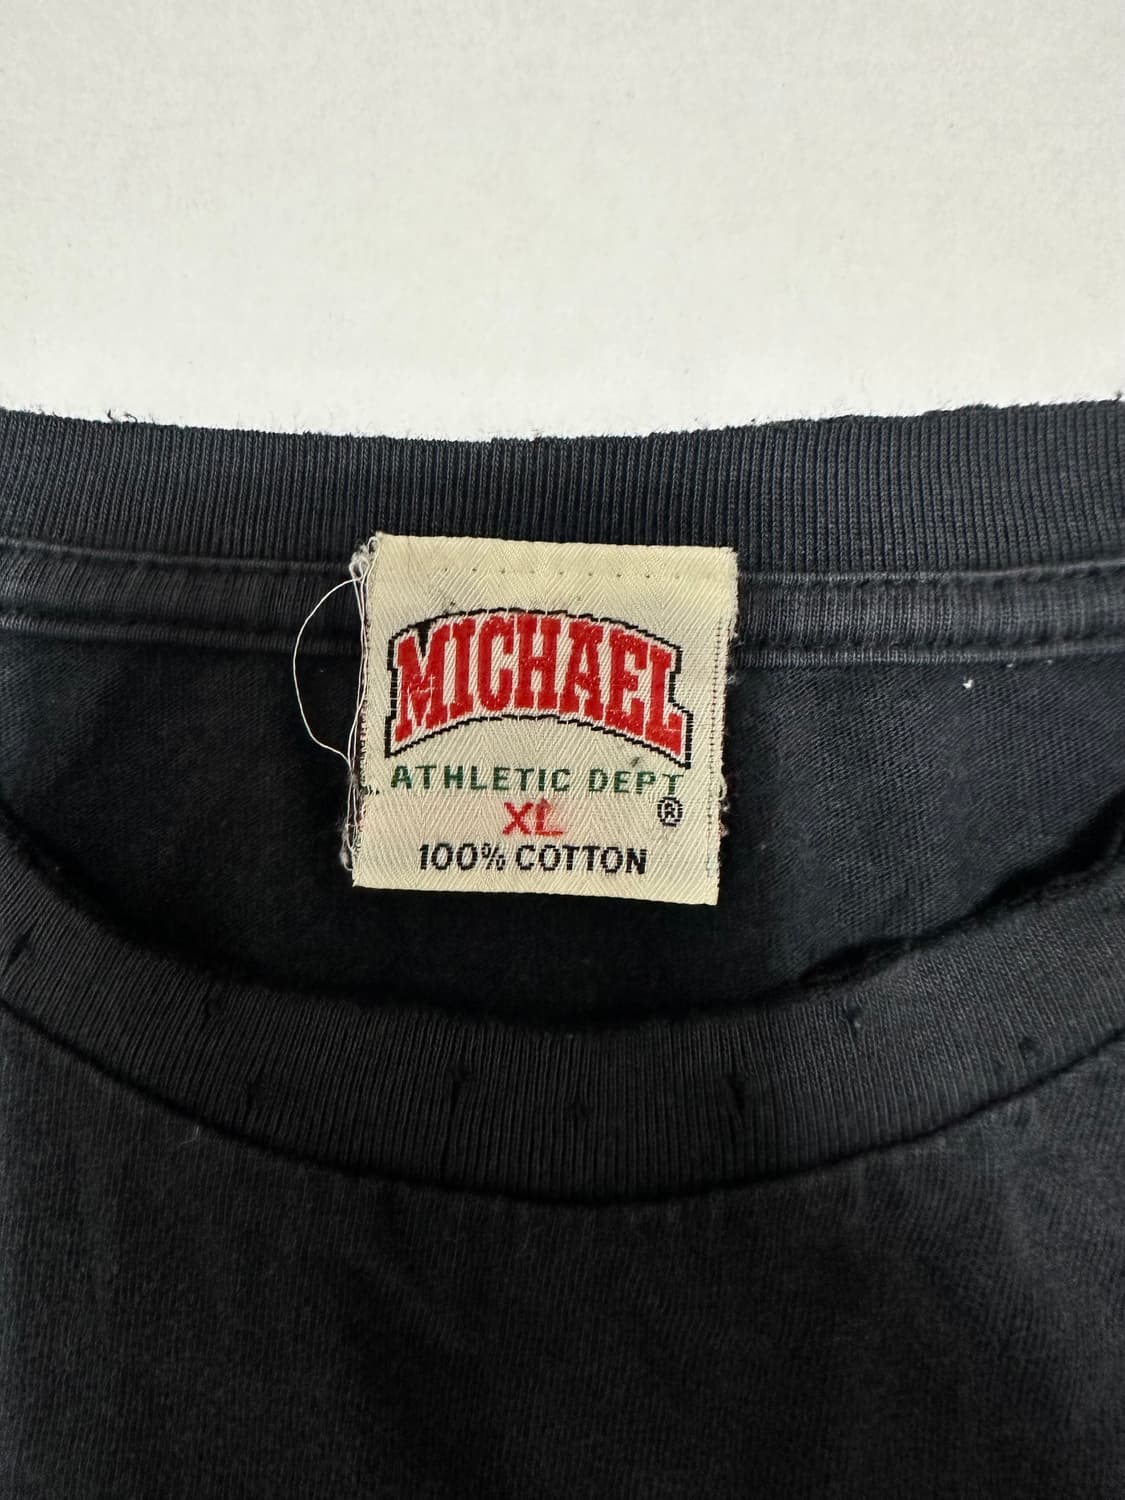 MICHAEL
ATHLETIC DEPT
®
XL
100% COTTON